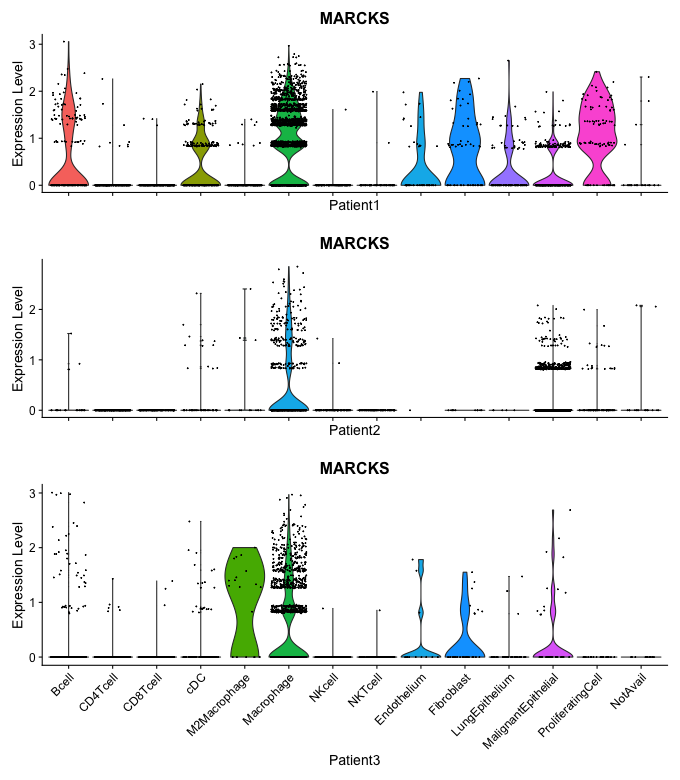 MARCKS
Expression Level
3
2
1
0
Patient1
MARCKS
Expression Level
2
1
0
Patient2
MARCKS
Expression Level
3
2
1
0
Bcell
CD4Tcell
CD8Tcell
cDC
M2Macrophage
Macrophage
NKcell
NKTcell
Endothelium
Fibroblast
LungEpithelium
MalignantEpithelial
ProliferatingCell
NotAvail
Patient3